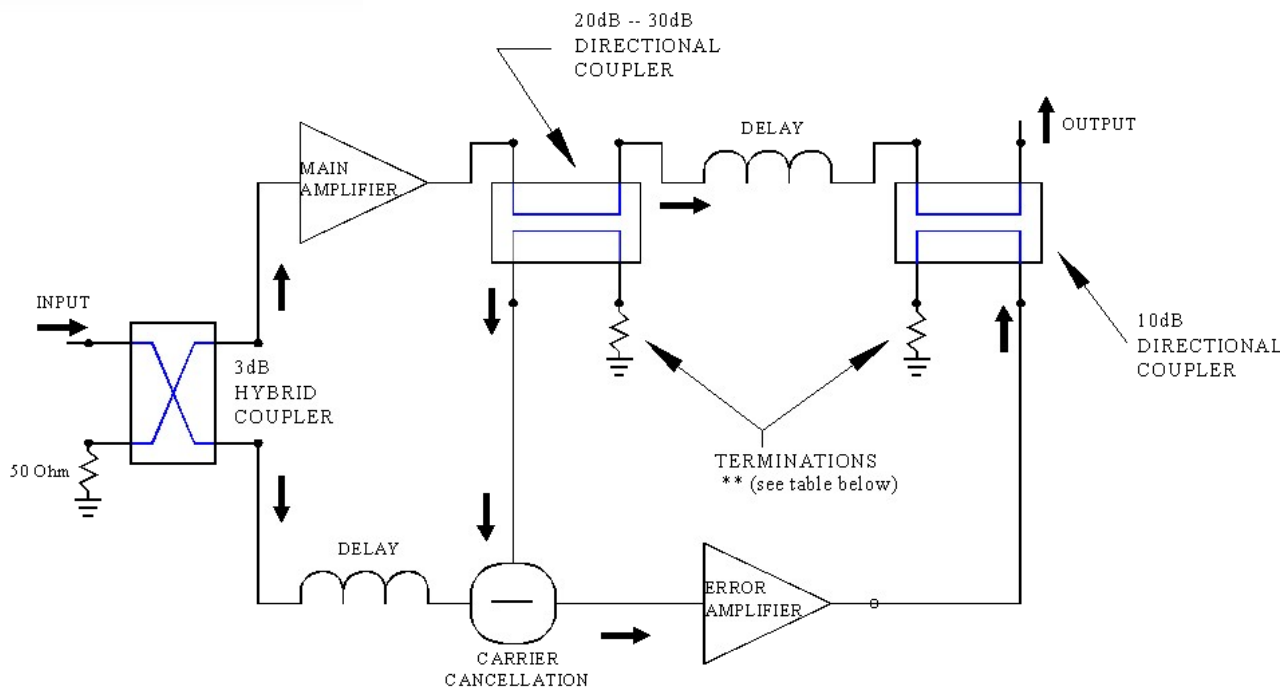 20dB -- 30dB
DIRECTIONAL
COUPLER
DELAY
OUTPUT
MAIN
AMPLIFIER
INPUT
3dB
HYBRID
COUPLER
10dB
DIRECTIONAL
COUPLER
50 Ohm
TERMINATIONS
** (see table below)
DELAY
ERROR
AMPLIFIER
CARRIER
CANCELLATION